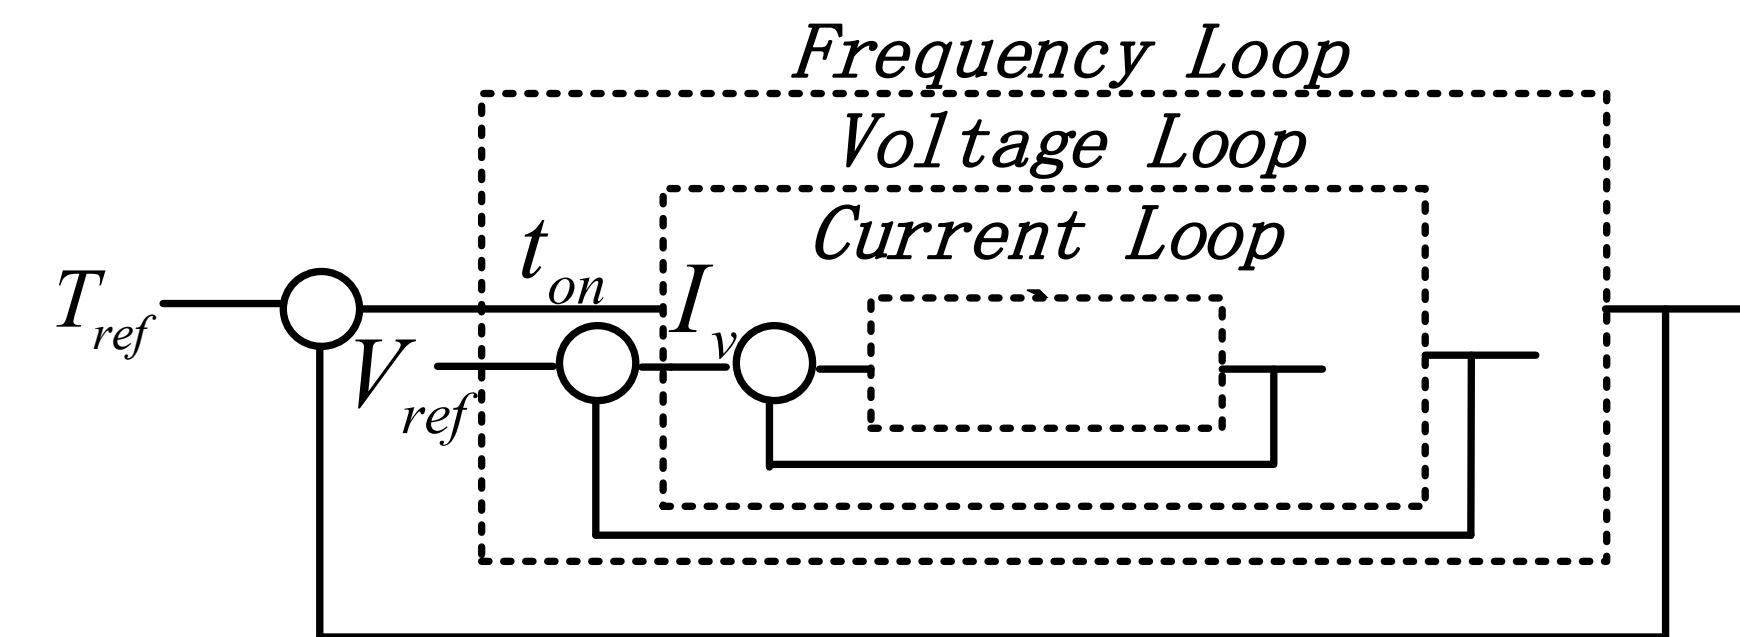 Frequency Loop
Voltage Loop
Current Loop
t_on
T_ref
I_v
V_ref